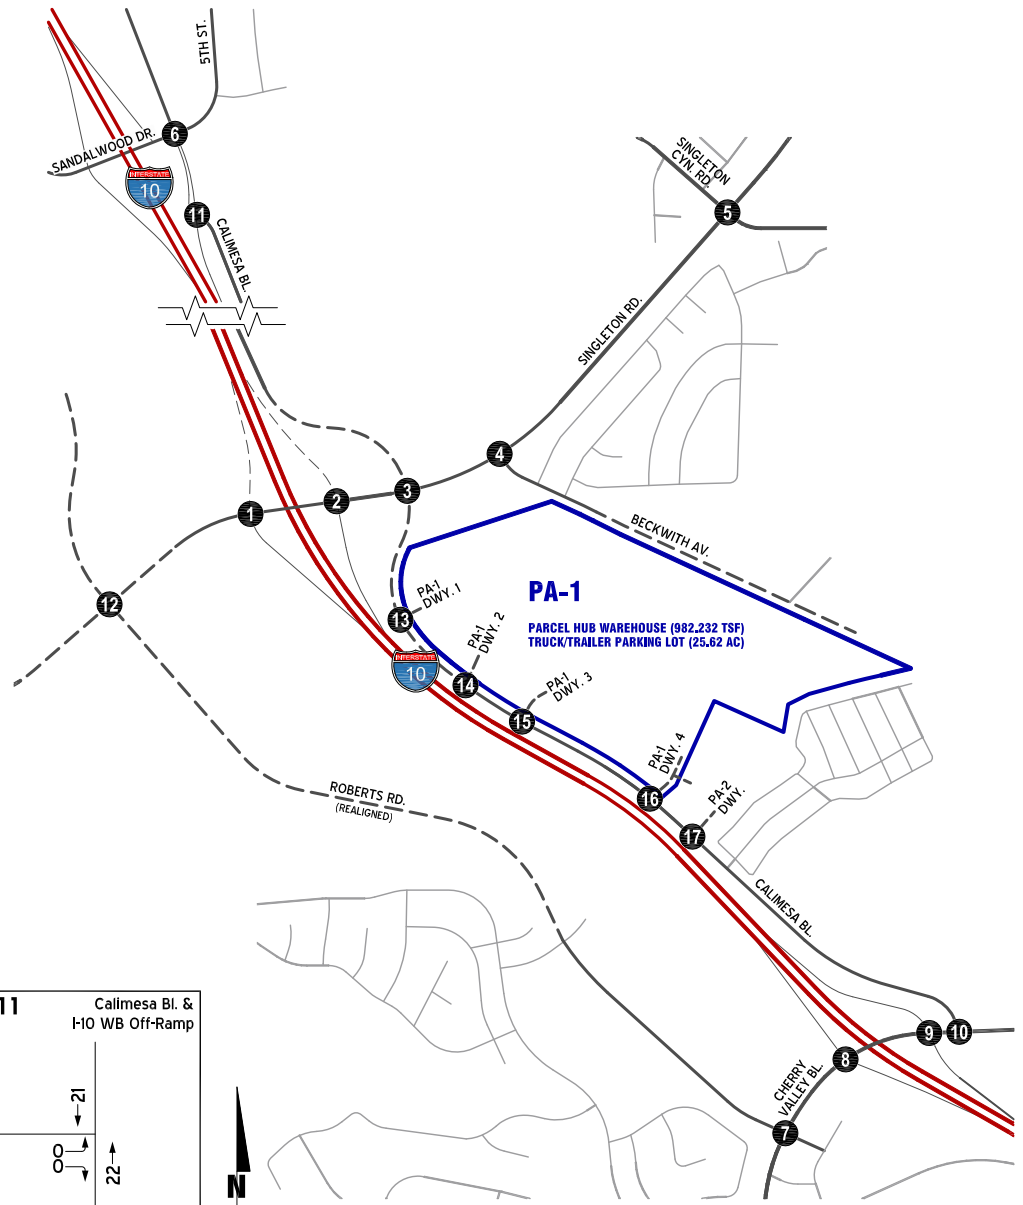 5TH ST.
6
SANDALWOOD DR.
INTERSTATE
10
11
CALIMESA BL.
SINGLETON
CYN. RD.
5
SINGLETON RD.
4
3
2
1
BECKWITH AV.
12
13
PA-1
DWY. 1
PA-1
DWY. 2
PA-1
PARCEL HUB WAREHOUSE (982.232 TSF)
TRUCK/TRAILER PARKING LOT (25.62 AC)
INTERSTATE
10
14
PA-1
DWY. 3
15
PA-1
DWY. 4
16
PA-2
DWY.
17
ROBERTS RD.
(REALIGNED)
CALIMESA BL.
9
10
8
CHERRY
VALLEY BL.
7
11
Calimesa Bl. &
I-10 WB Off-Ramp
21
0
0
22
N